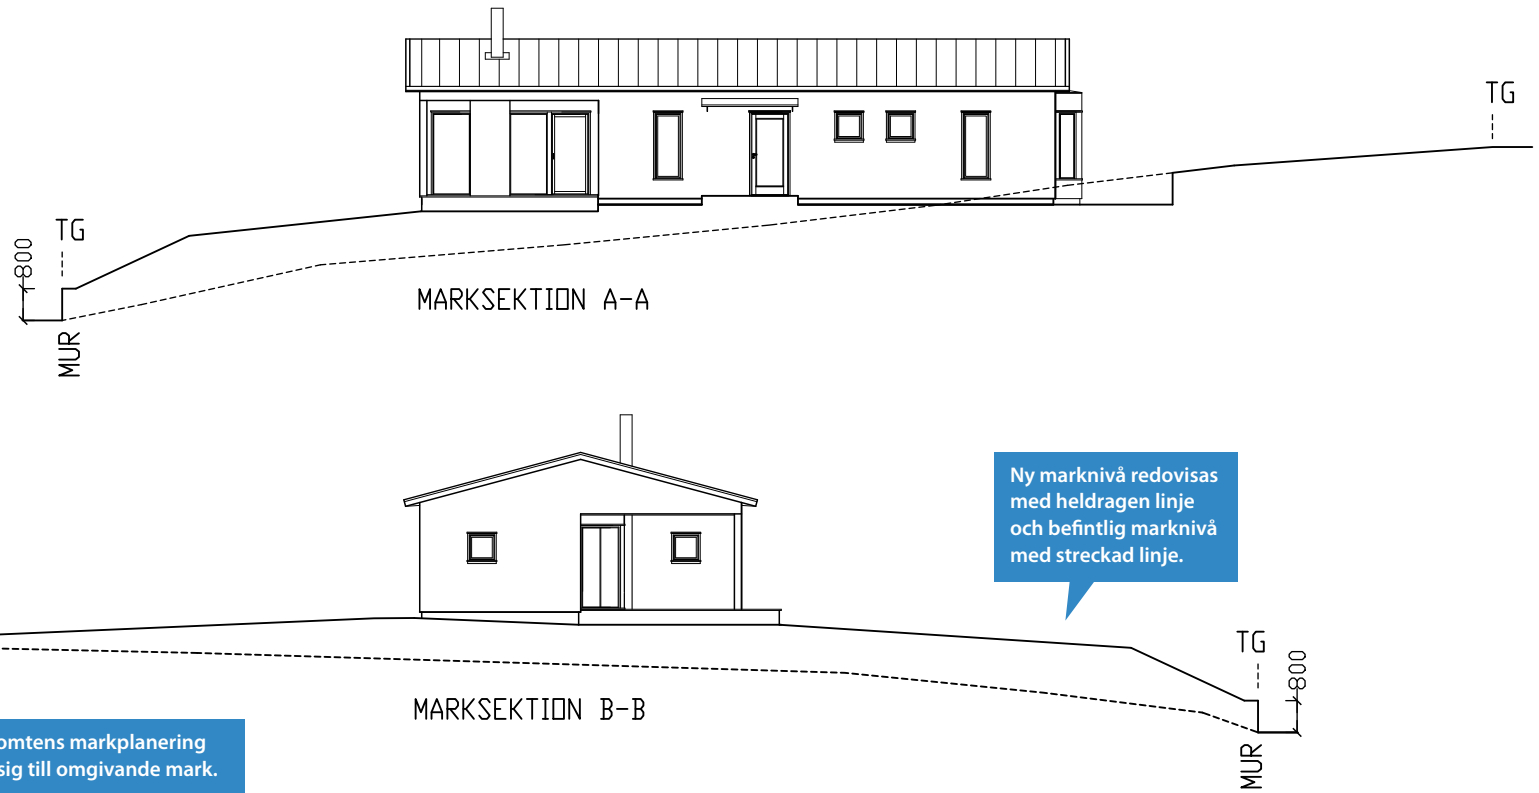 TG
TG
800
MARKSEKTION A-A
MUR
Ny marknivå redovisas
med heldragen linje
och befintlig marknivå
med streckad linje.
TG
800
MARKSEKTION B-B
MUR
markplanering
sig till omgivande mark.